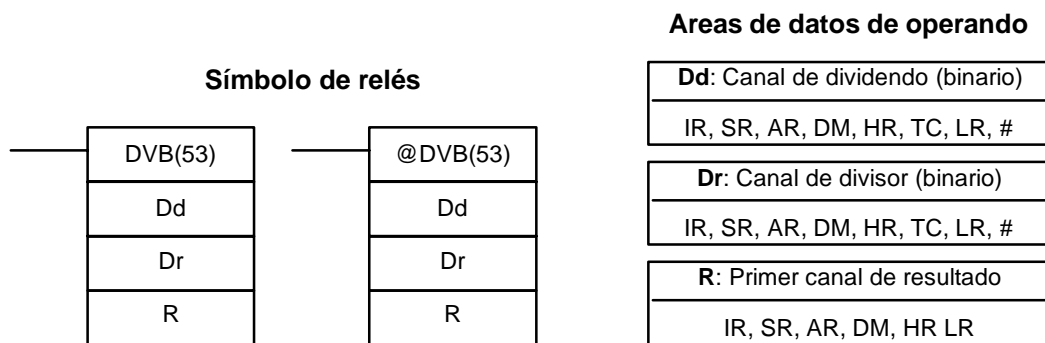 Símbolo de relés
DVB(53)
Dd
Dr
R
@DVB(53)
Dd
Dr
R
Areas de datos de operando
Dd: Canal de dividendo (binario)
IR, SR, AR, DM, HR, TC, LR, #
Dr: Canal de divisor (binario)
IR, SR, AR, DM, HR, TC, LR, #
R: Primer canal de resultado
IR, SR, AR, DM, HR LR